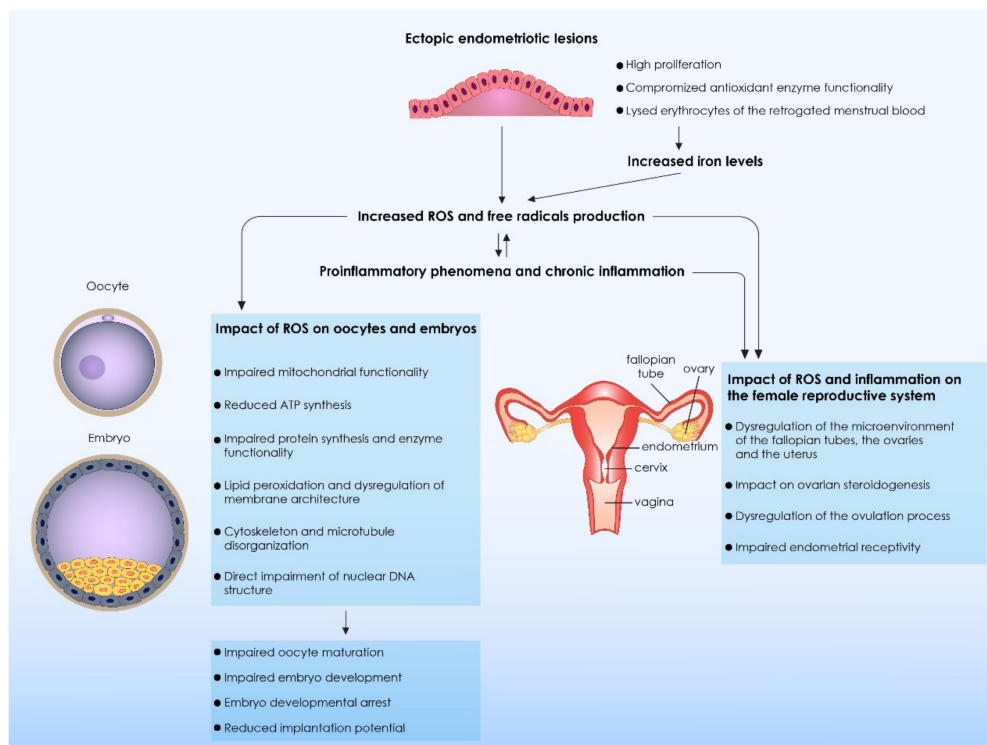 Ectopic endometriotic lesions
● High proliferation
● Compromized antioxidant enzyme functionality
● Lysed erythrocytes of the retrogated menstrual blood
Increased iron levels
Increased ROS and free radicals production
Proinflammatory phenomena and chronic inflammation
Oocyte
Embryo
Impact of ROS on oocytes and embryos
● Impaired mitochondrial functionality
● Reduced ATP synthesis
● Impaired protein synthesis and enzyme
functionality
● Lipid peroxidation and dysregulation of
membrane architecture
● Cytoskeleton and microtubule
disorganization
● Direct impairment of nuclear DNA
structure
● Impaired oocyte maturation
● Impaired embryo development
● Embryo developmental arrest
● Reduced implantation potential
fallopian
tube
ovary
endometrium
cervix
vagina
Impact of ROS and inflammation on
the female reproductive system
● Dysregulation of the microenvironment
of the fallopian tubes, the ovaries
and the uterus
● Impact on ovarian steroidogenesis
● Dysregulation of the ovulation process
● Impaired endometrial receptivity